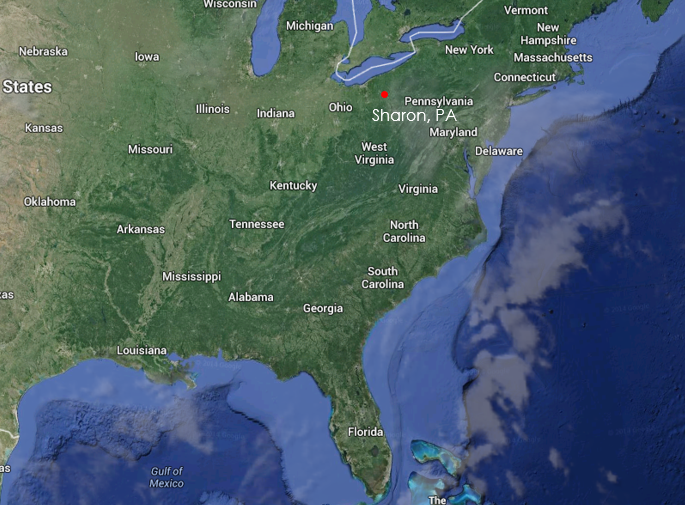 Wisconsin
Vermont
Michigan
New
Hampshire
Nebraska
Iowa
New York
Massachusetts
Connecticut
States
Illinois
Indiana
Ohio
Pennsylvania
Sharon, PA
Kansas
Maryland
Missouri
West
Virginia
Delaware
Kentucky
Virginia
Oklahoma
Arkansas
Tennessee
North
Carolina
Mississippi
South
Carolina
as
Alabama
Georgia
Louisiana
Florida
as
Gulf of
Mexico
The